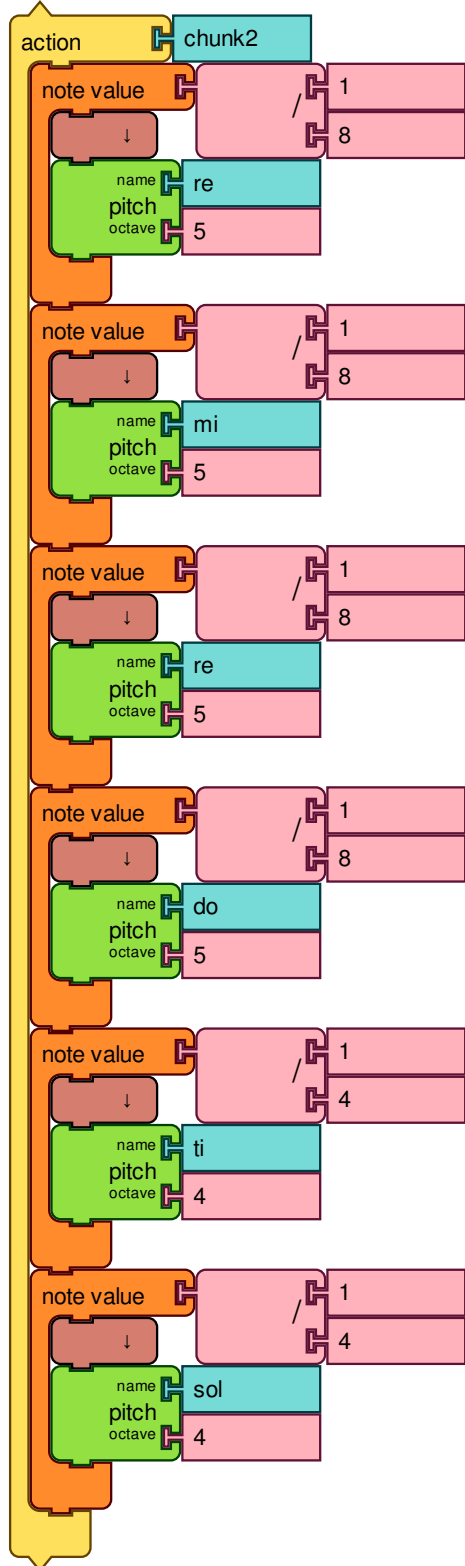 action chunk2
note value / 1
8
↓
name re
pitch
octave 5
note value / 1
8
↓
name mi
pitch
octave 5
note value / 1
8
↓
name re
pitch
octave 5
note value / 1
8
↓
name do
pitch
octave 5
note value / 1
4
↓
name ti
pitch
octave 4
note value / 1
4
↓
name sol
pitch
octave 4